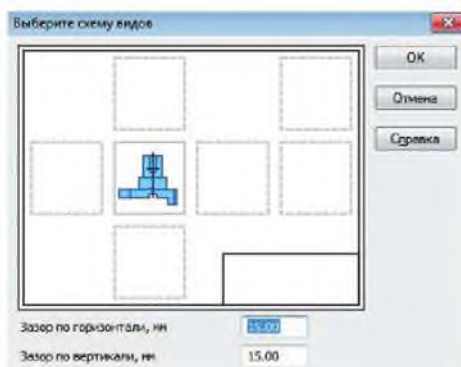 Выберите схему видов
OK
Отмена
Справка
Зазор по горизонтали, мм
15.00
Зазор по вертикали, мм
15.00